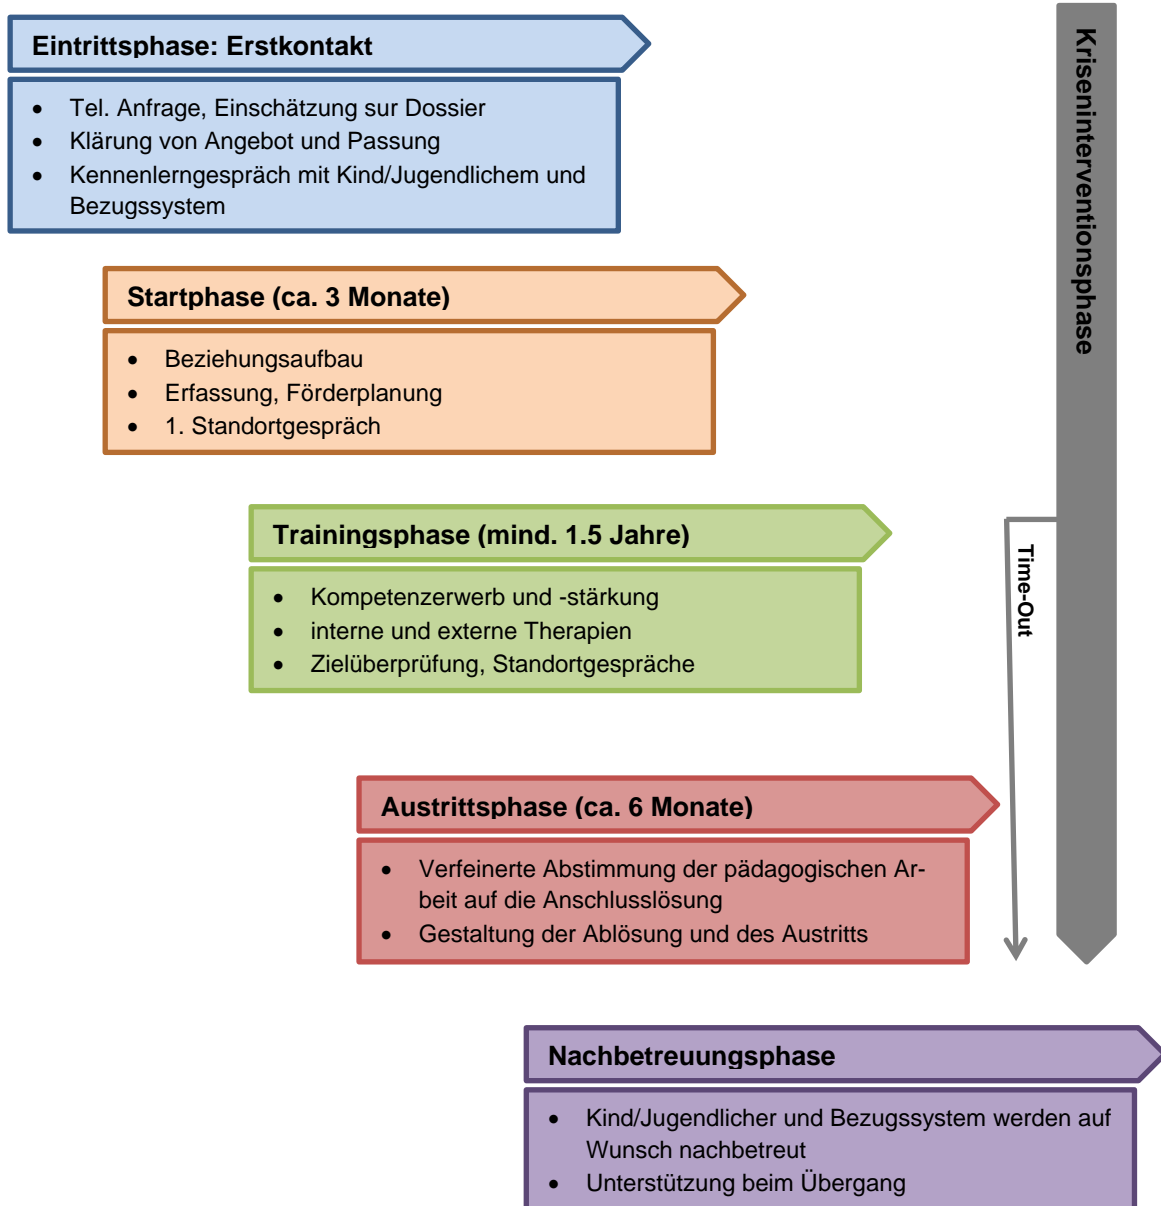 Eintrittsphase: Erstkontakt
• Tel. Anfrage, Einschätzung sur Dossier
• Klärung von Angebot und Passung
• Kennenlerngespräch mit Kind/Jugendlichem und
Bezugssystem
Startphase (ca. 3 Monate)
• Beziehungsaufbau
• Erfassung, Förderplanung
• 1. Standortgespräch
Trainingsphase (mind. 1.5 Jahre)
• Kompetenzerwerb und -stärkung
• interne und externe Therapien
• Zielüberprüfung, Standortgespräche
Austrittsphase (ca. 6 Monate)
• Verfeinerte Abstimmung der pädagogischen Ar-
beit auf die Anschlusslösung
• Gestaltung der Ablösung und des Austritts
Nachbetreuungsphase
• Kind/Jugendlicher und Bezugssystem werden auf
Wunsch nachbetreut
• Unterstützung beim Übergang
Kriseninterventionsphase
Time-Out